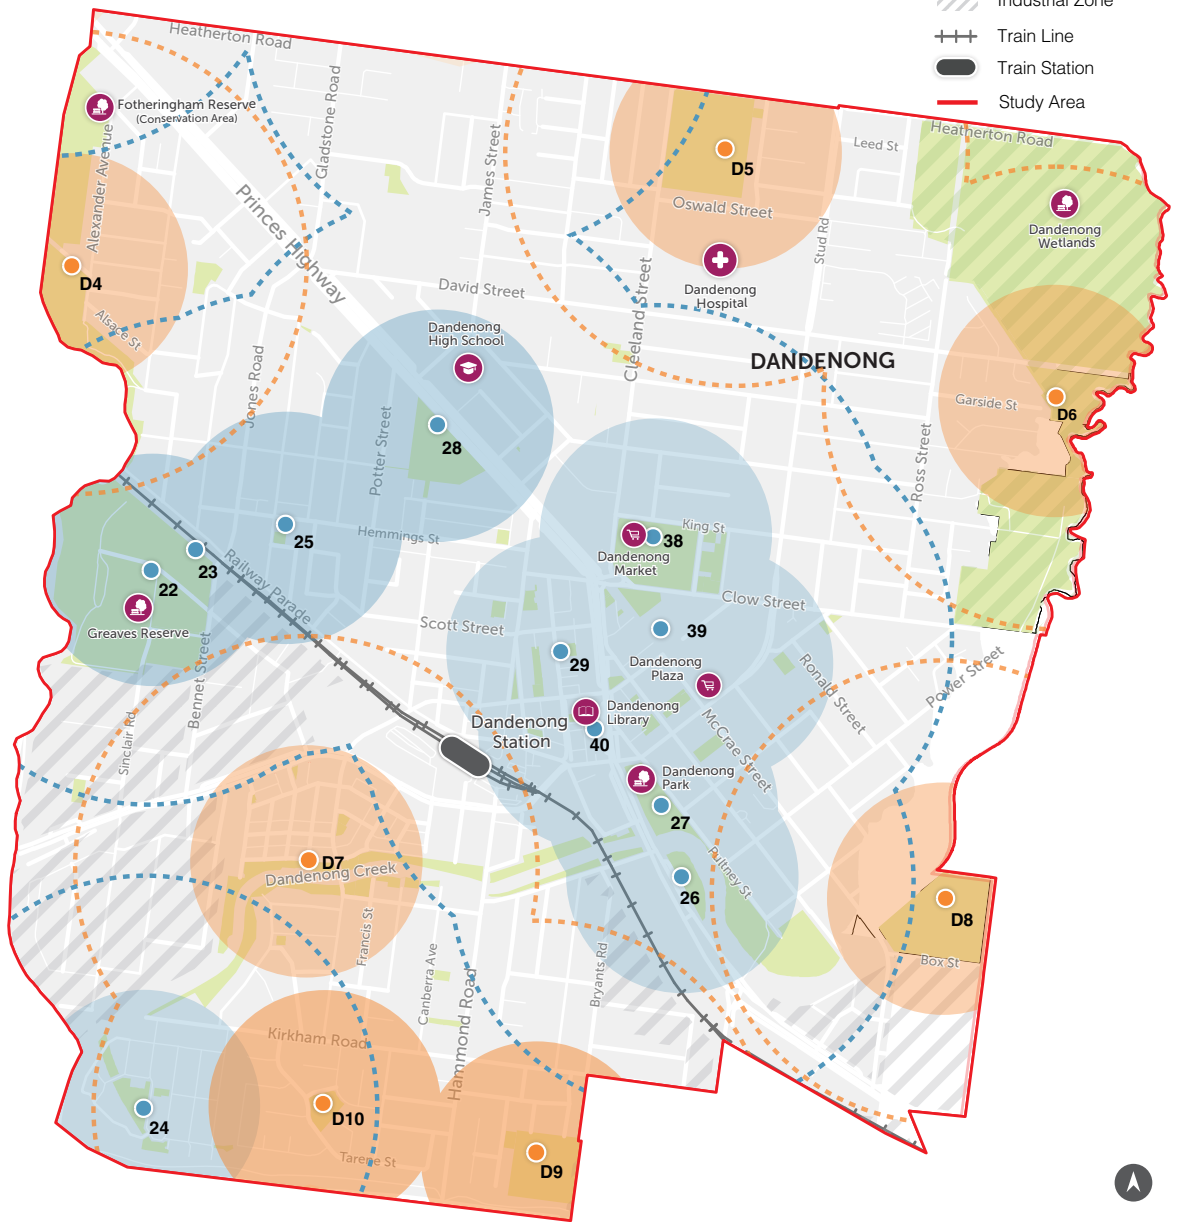 Industrial Zone
Train Line
Train Station
Study Area
Heatherton Road
Fotheringham Reserve
(Conservation Area)
Alexander Avenue
Gladstone Road
James Street
Princes Highway
D4
Alsace St
Jones Road
David Street
D5
Oswald Street
Leed St
Stud Rd
Dandenong
Hospital
Cleeland Street
Heatherton Road
Dandenong
Wetlands
DANDENONG
Garside St
D6
Ross Street
Dandenong
High School
28
Potter Street
Hemmings St
25
23
22
Railway Parade
Greaves Reserve
Bennet Street
Sinclair Rd
King St
38
Dandenong
Market
Clow Street
Scott Street
39
29
Dandenong
Plaza
Ronald Street
Power Street
Dandenong
Library
40
McCrae Street
Dandenong
Station
Dandenong
Park
27
Pultney St
26
D7
Dandenong Creek
Francis St
Canberra Ave
Hammond Road
Bryants Rd
D8
Box St
Kirkham Road
24
D10
Tarene St
D9